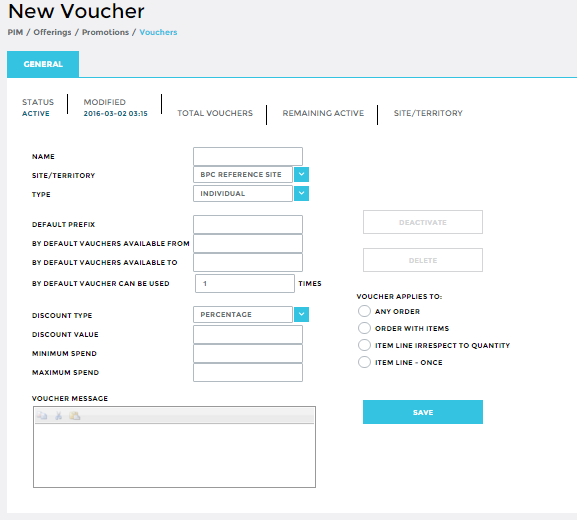 New Voucher
PIM / Offerings / Promotions / Vouchers
GENERAL
STATUS
ACTIVE
MODIFIED
2016-03-02 03:15
TOTAL VOUCHERS
REMAINING ACTIVE
SITE/TERRITORY
NAME
SITE/TERRITORY BPC REFERENCE SITE
TYPE INDIVIDUAL
DEFAULT PREFIX
BY DEFAULT VAUCHERS AVAILABLE FROM
BY DEFAULT VAUCHERS AVAILABLE TO
BY DEFAULT VAUCHER CAN BE USED 1 TIMES
DISCOUNT TYPE PERCENTAGE
DISCOUNT VALUE
MINIMUM SPEND
MAXIMUM SPEND
VOUCHER MESSAGE
DEACTIVATE
DELETE
VOUCHER APPLIES TO:
ANY ORDER
ORDER WITH ITEMS
ITEM LINE IRRESPECT TO QUANTITY
ITEM LINE - ONCE
SAVE